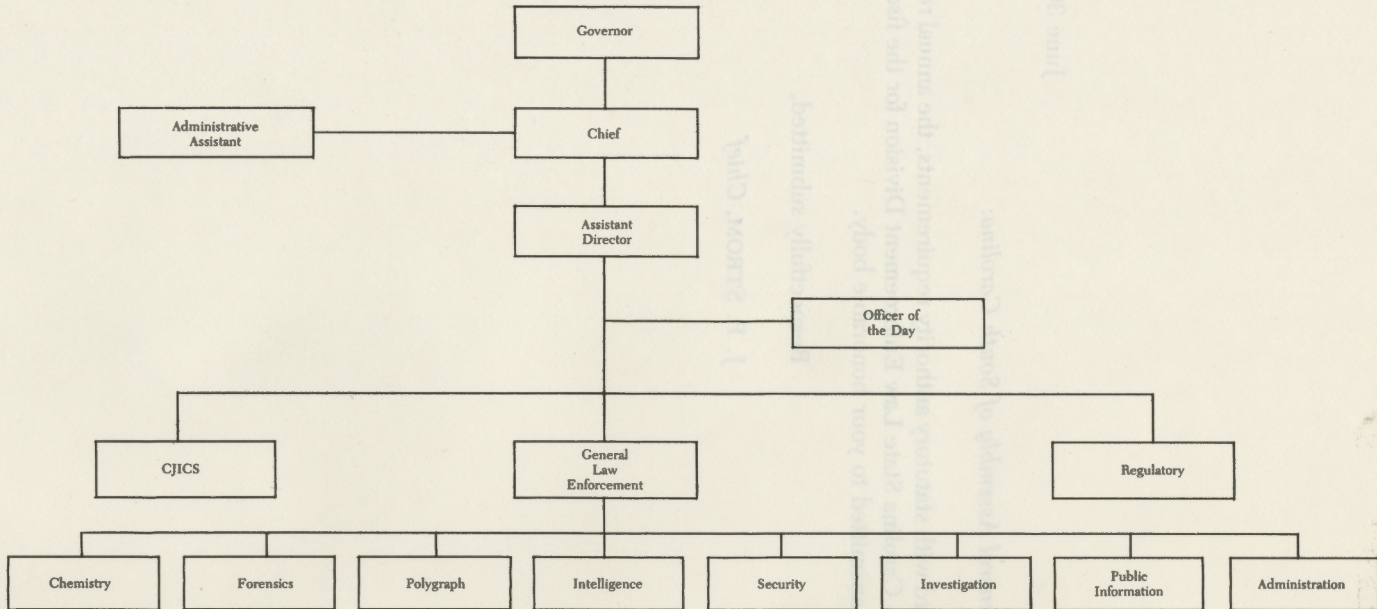 Governor
Administrative
Assistant
Chief
Assistant
Director
Officer of
the Day
CJICS
General
Law
Enforcement
Regulatory
Chemistry
Forensics
Polygraph
Intelligence
Security
Investigation
Public
Information
Administration